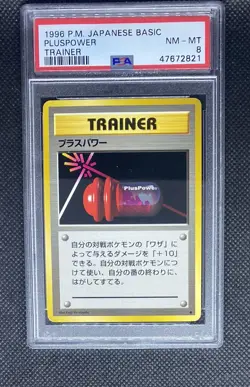 1996 P.M. JAPANESE BASIC
PLUSPOWER
NM - MT
TRAINER
8
PSA
47672821
TRAINER
プラスパワー
PlusPower
自分の対戦ポケモンの「ワザ」に
よって与えるダメージを「＋10」
できる。自分の対戦ポケモンにつ
けて使い、自分の番の終わりに、
はがしてすてる。